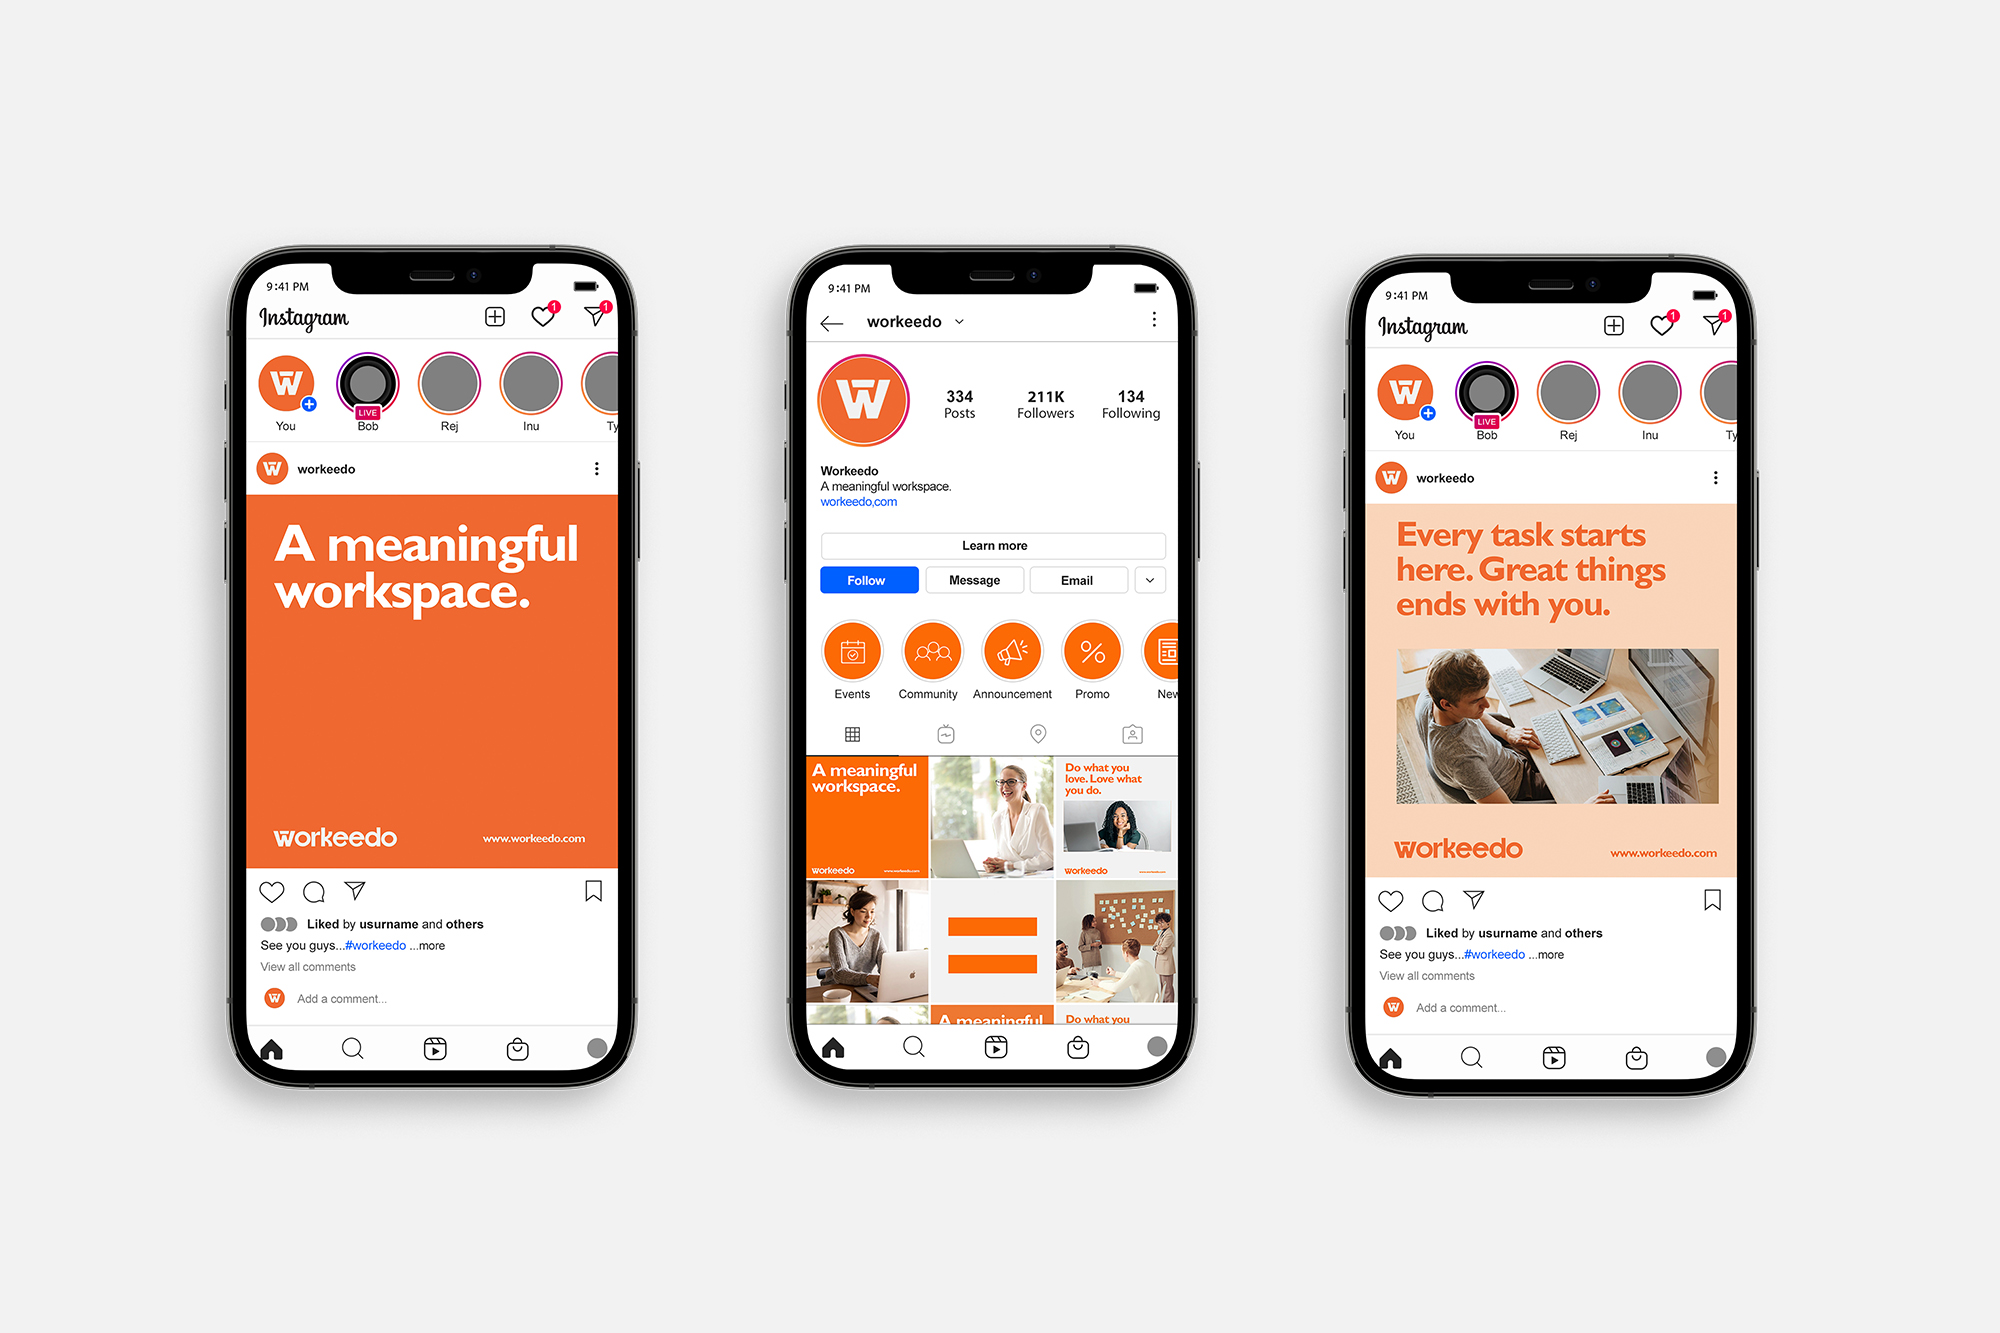 9:41 PM
Instagram
1
1
LIVE
You
Bob
Rej
Inu
Ty
workeedo
A meaningful
workspace.
workeedo
www.workeedo.com
Liked by usurname and others
See you guys...#workeedo ...more
View all comments
Add a comment...
9:41 PM
workeedo
334
211K
134
Posts
Followers
Following
Workeedo
A meaningful workspace.
workeedo,com
Learn more
Follow
Message
Email
Events
Community
Announcement
Promo
New
A meaningful
workspace.
workeedo
www.workeedo.com
Do what you
love. Love what
you do.
workeedo
A meaningful
Do what you
9:41 PM
Instagram
1
1
LIVE
You
Bob
Rej
Inu
Ty
workeedo
Every task starts
here. Great things
ends with you.
workeedo
www.workeedo.com
Liked by usurname and others
See you guys...#workeedo ...more
View all comments
Add a comment...